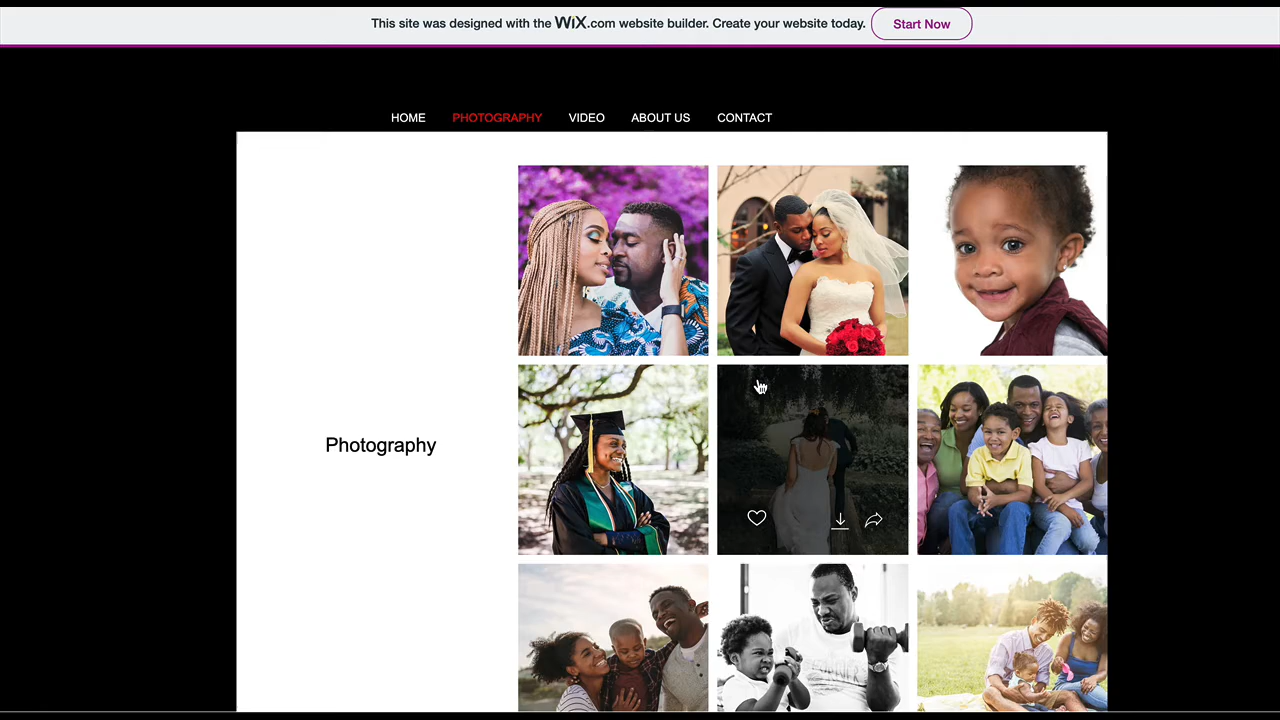 This site was designed with the WiX.com website builder. Create your website today. Start Now
HOME PHOTOGRAPHY VIDEO ABOUT US CONTACT
Photography